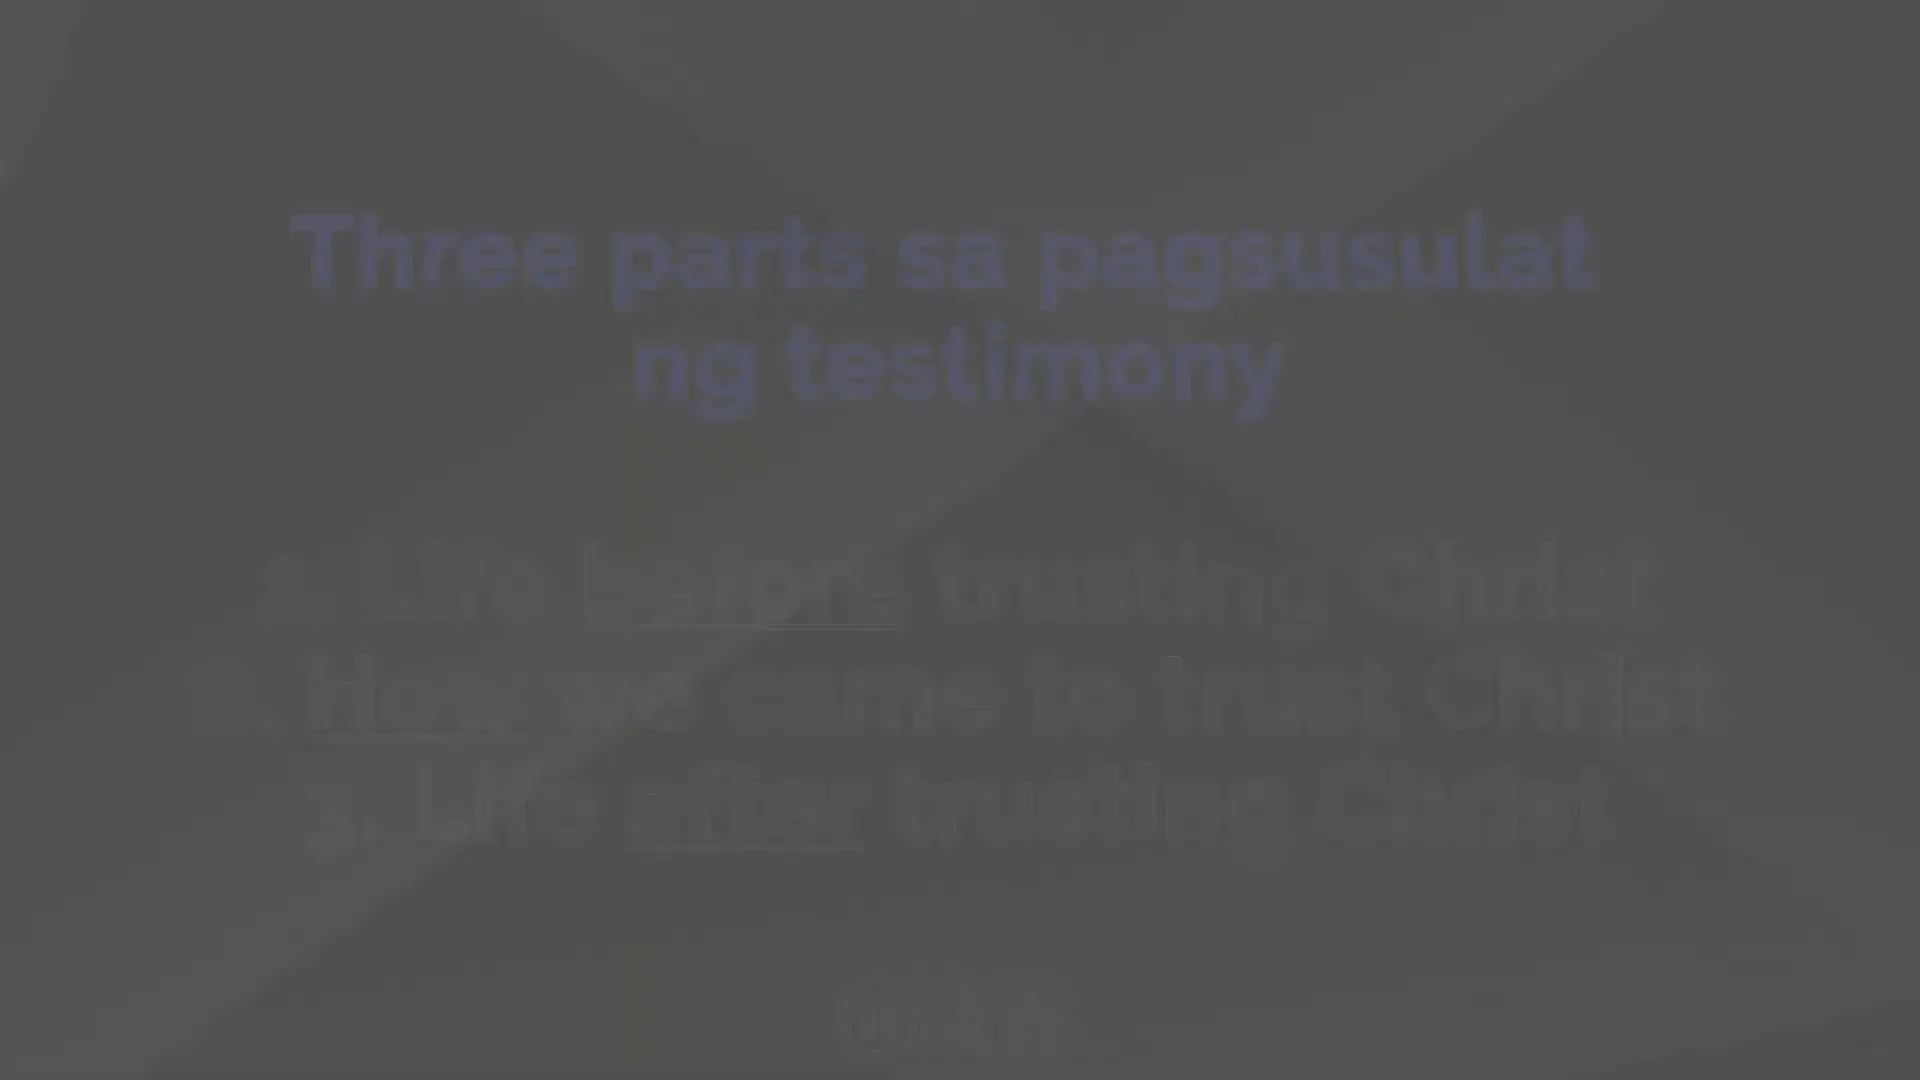 Three parts sa pagsusulat
ng testimony
1. Life before trusting Christ
2. How we came to trust Christ
3. Life after trusting Christ